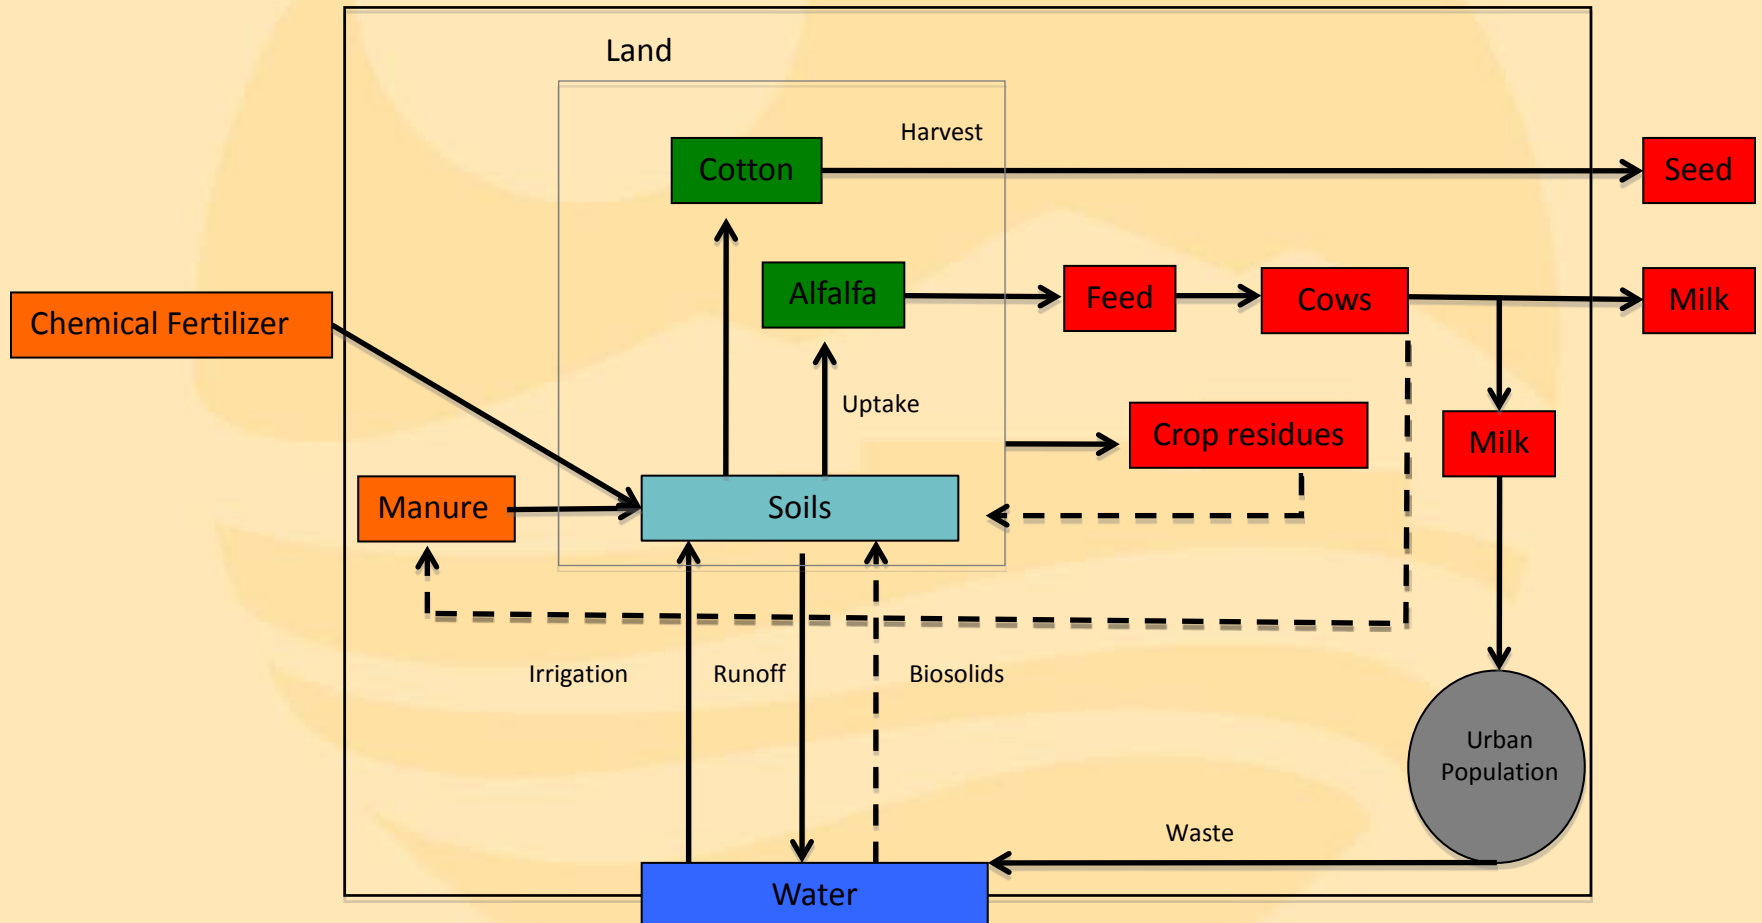 Land
Harvest
Cotton
Seed
Alfalfa
Feed
Cows
Milk
Chemical Fertilizer
Uptake
Crop residues
Milk
Manure
Soils
Irrigation
Runoff
Biosolids
Urban
Population
Waste
Water